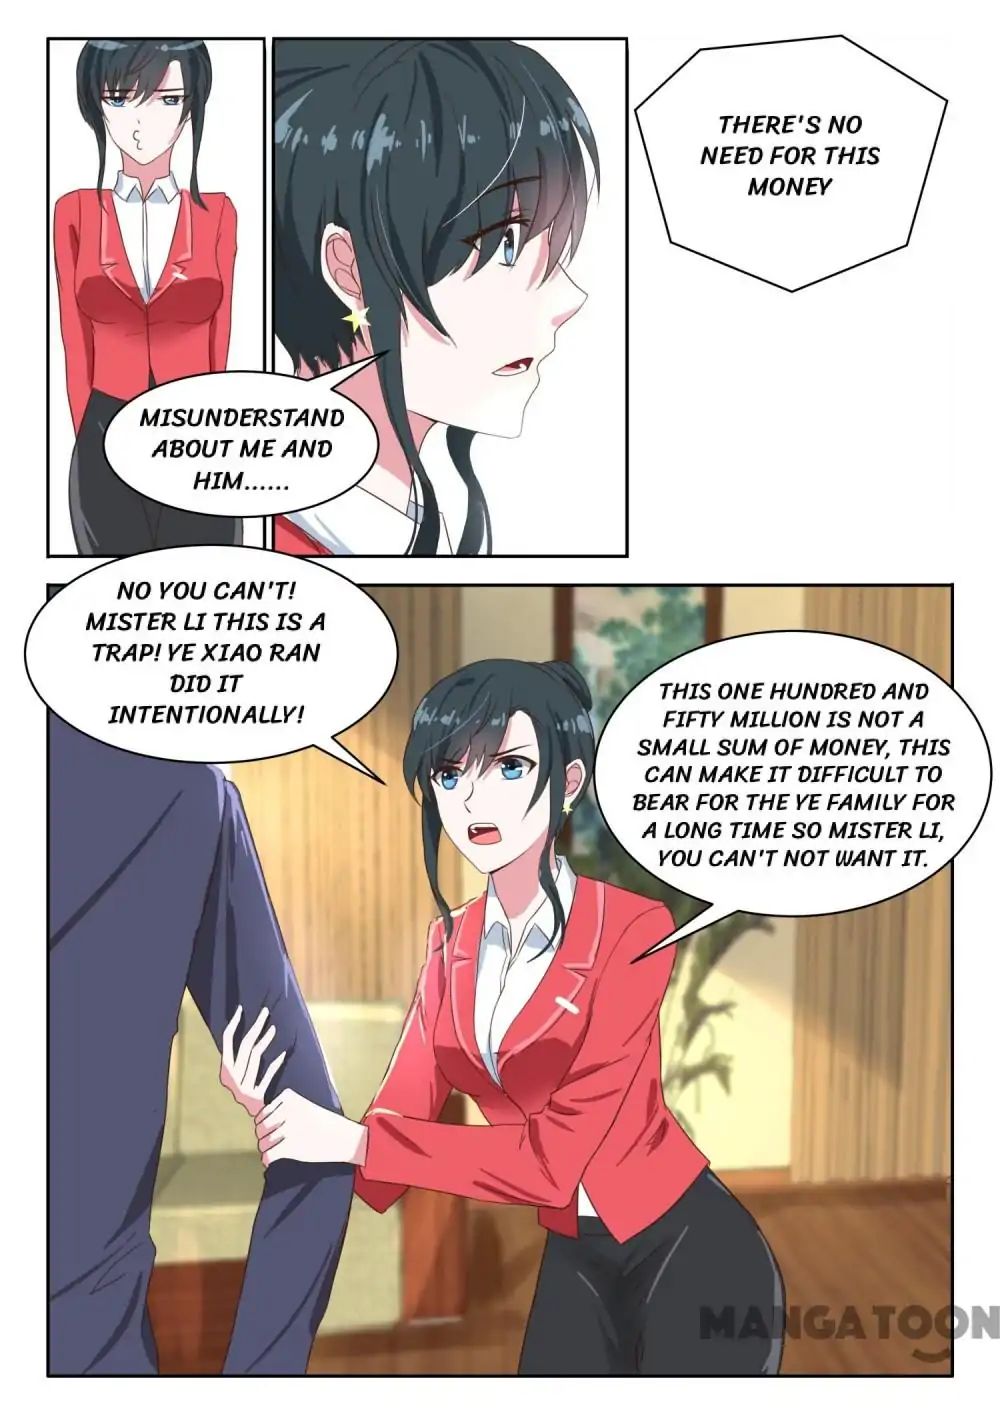 THERE'S NO
NEED FOR THIS
MONEY
MISUNDERSTAND
ABOUT ME AND
HIM......
NO YOU CAN'T!
MISTER LI THIS IS A
TRAP! YE XIAO RAN
DID IT
INTENTIONALLY!
THIS ONE HUNDRED AND
FIFTY MILLION IS NOT A
SMALL SUM OF MONEY, THIS
CAN MAKE IT DIFFICULT TO
BEAR FOR THE YE FAMILY FOR
A LONG TIME SO MISTER LI,
YOU CAN'T NOT WANT IT.
MANGATOON